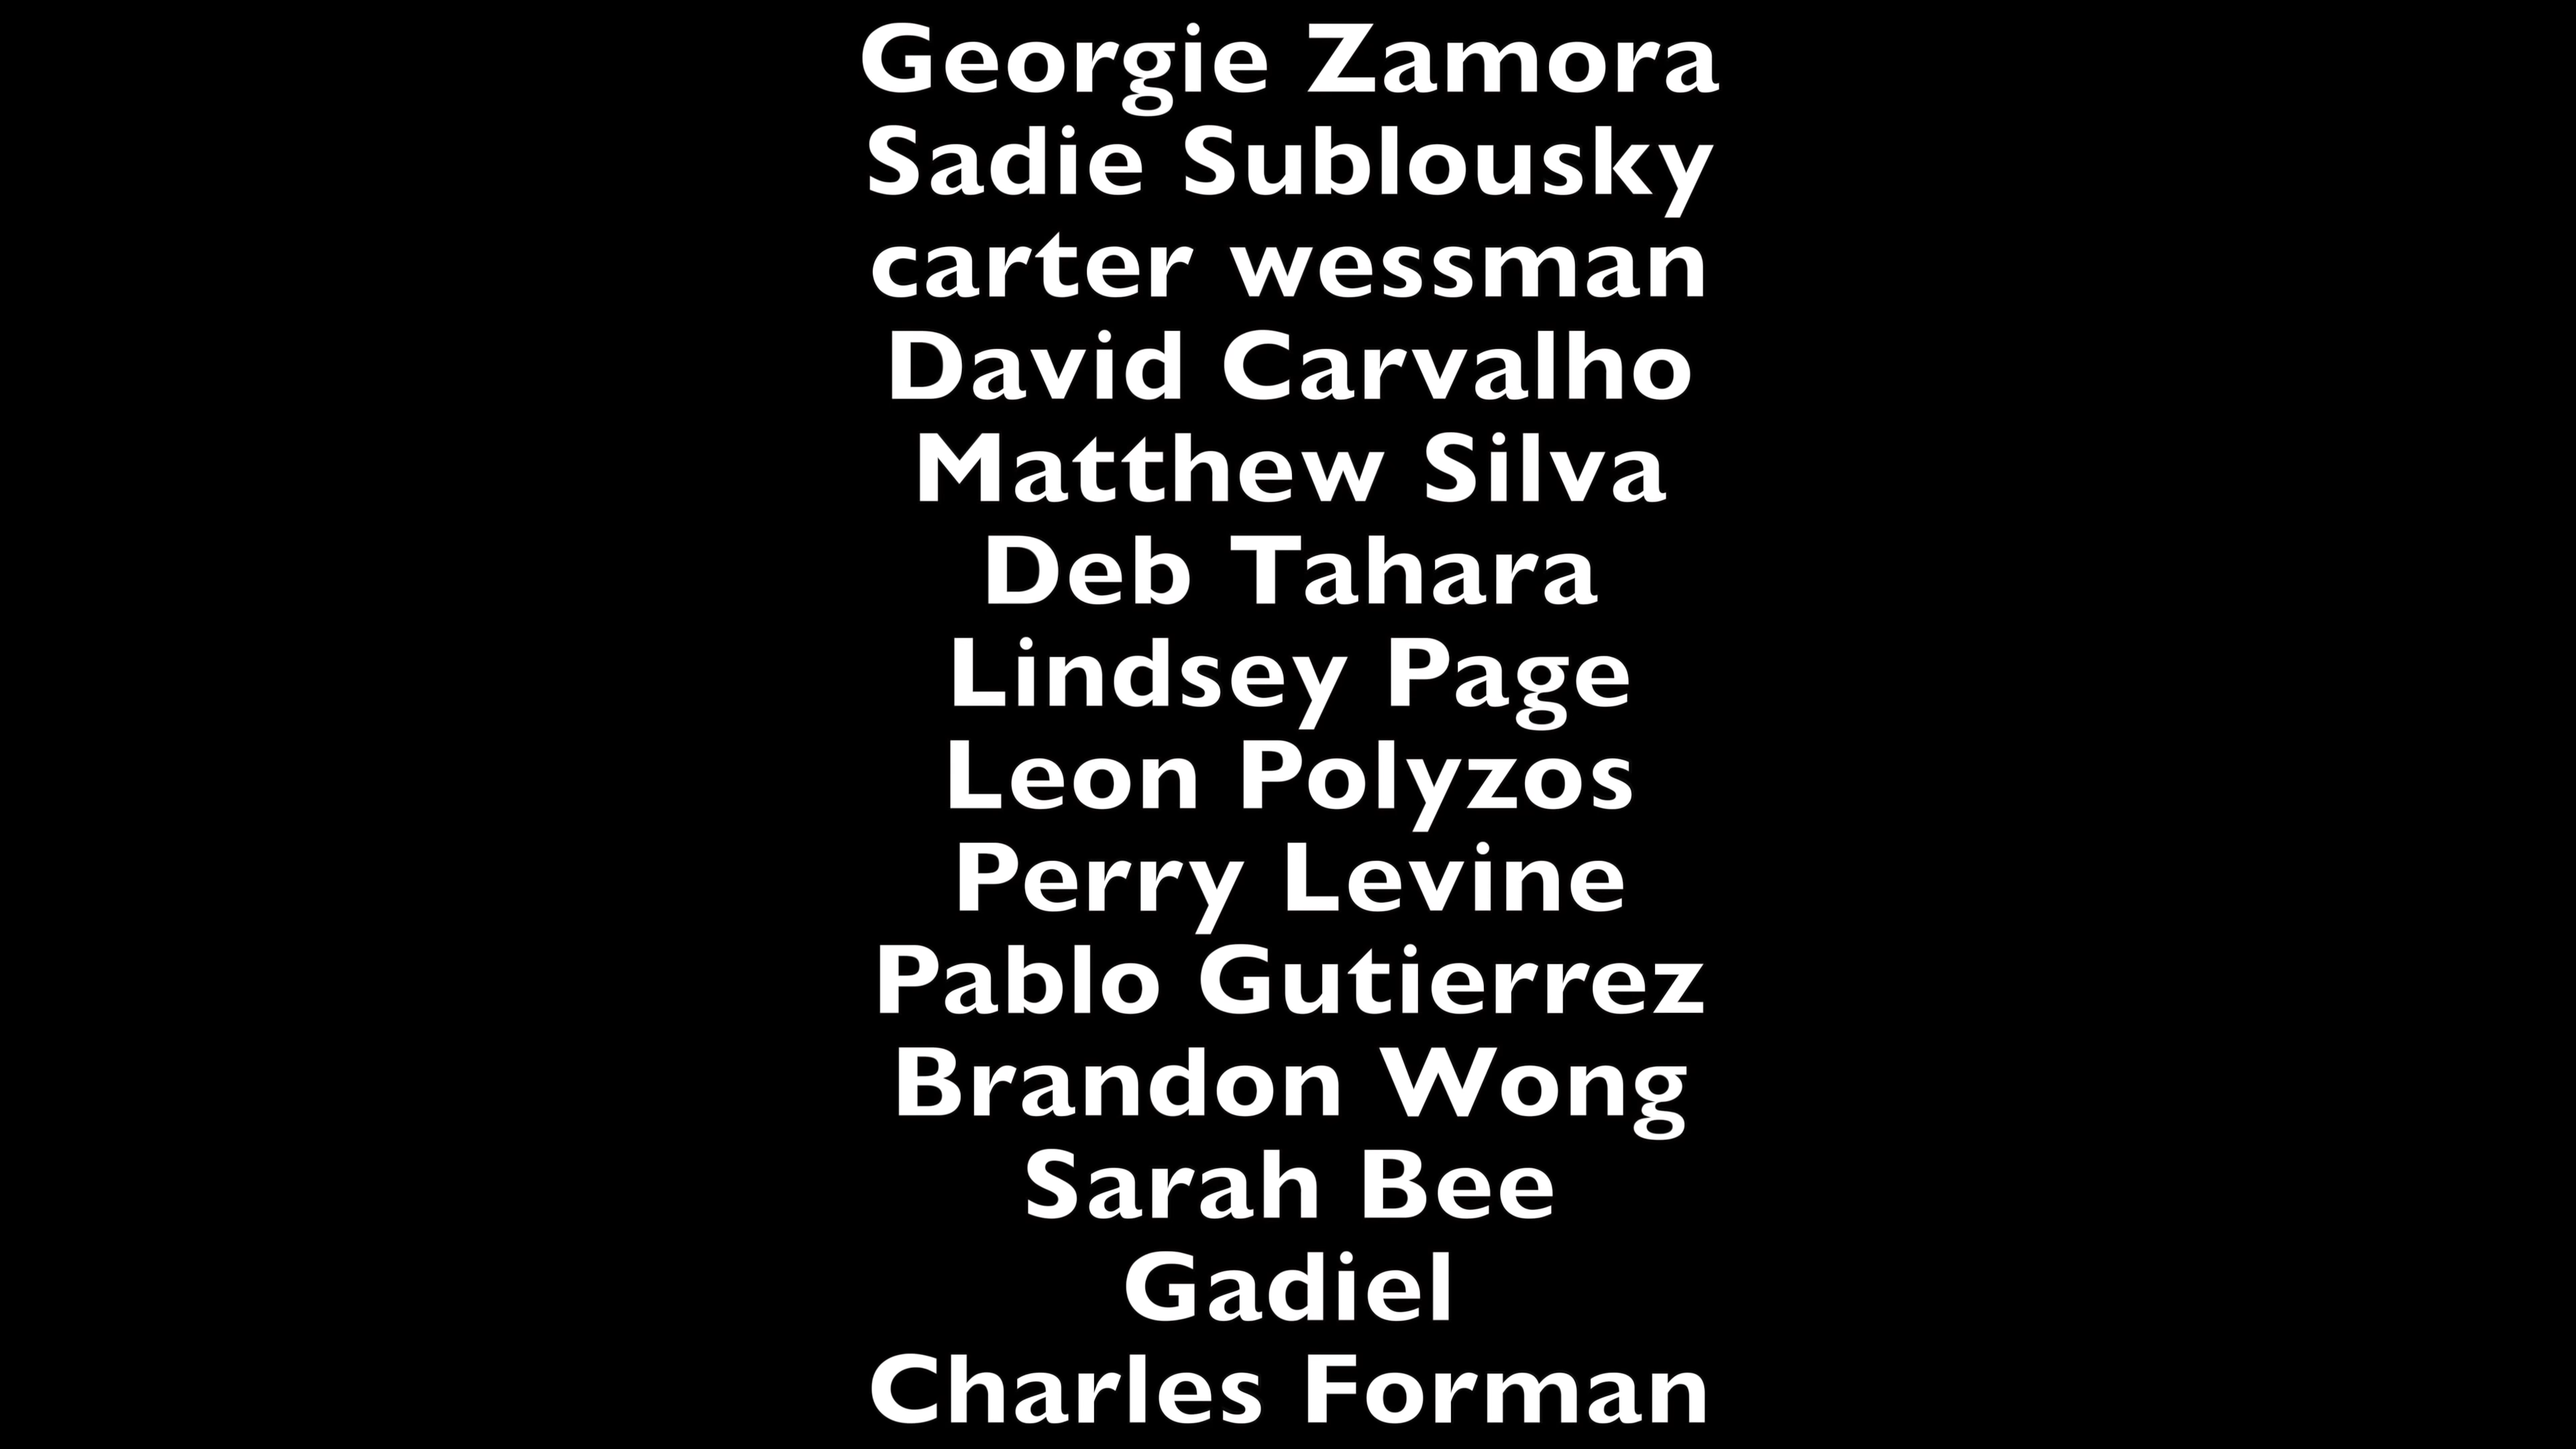 Georgie Zamora
Sadie Sublousky
carter wessman
David Carvalho
Matthew Silva
Deb Tahara
Lindsey Page
Leon Polyzos
Perry Levine
Pablo Gutierrez
Brandon Wong
Sarah Bee
Gadiel
Charles Forman